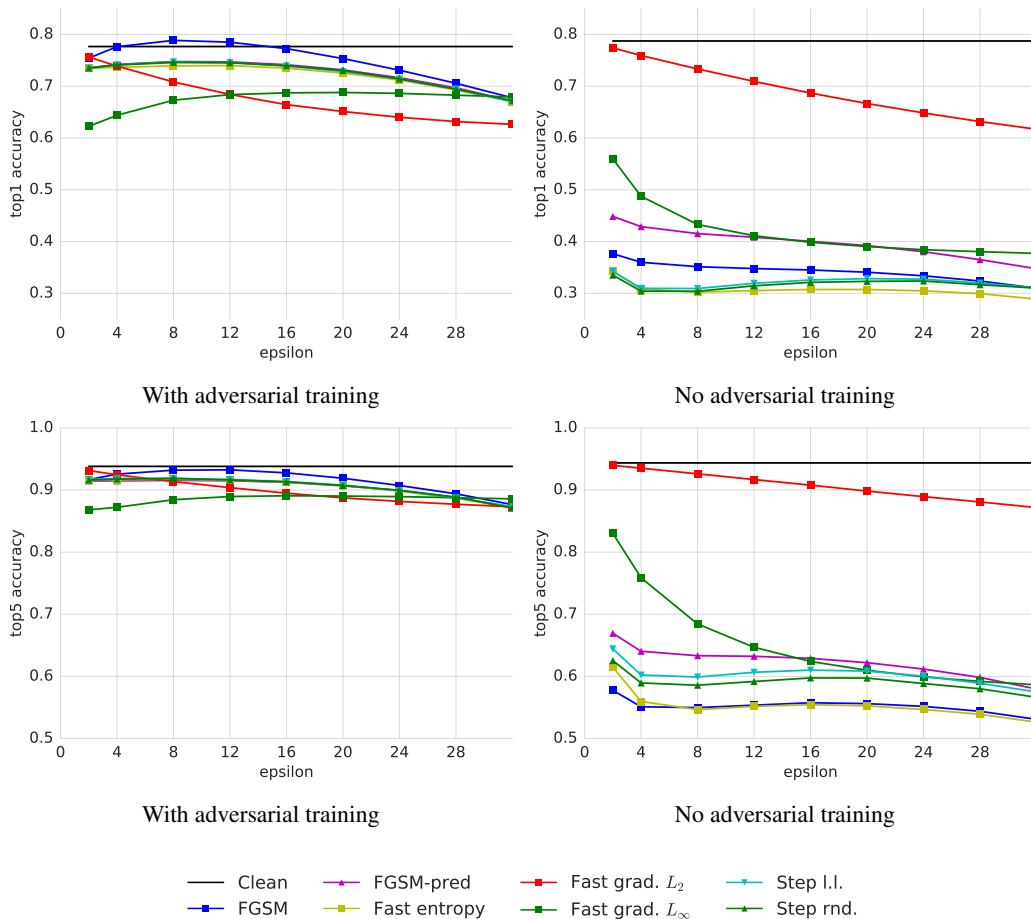 0.8
0.7
0.6
0.5
0.4
0.3
top1 accuracy
0 4 8 12 16 20 24 28
epsilon
With adversarial training
0.8
0.7
0.6
0.5
0.4
0.3
top1 accuracy
0 4 8 12 16 20 24 28
epsilon
No adversarial training
1.0
0.9
0.8
0.7
0.6
0.5
top5 accuracy
0 4 8 12 16 20 24 28
epsilon
With adversarial training
1.0
0.9
0.8
0.7
0.6
0.5
top5 accuracy
0 4 8 12 16 20 24 28
epsilon
No adversarial training
Clean FGSM-pred Fast grad. L₂ Step l.l.
FGSM Fast entropy Fast grad. L∞ Step rnd.